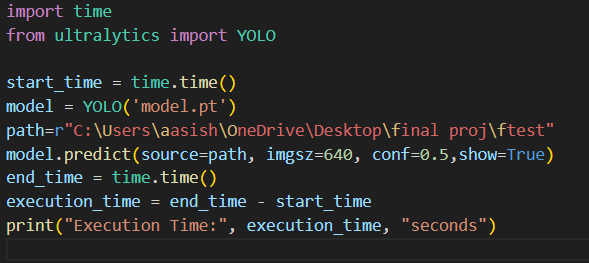 import time
from ultralytics import YOLO
start_time = time.time()
model = YOLO('model.pt')
path=r"C:\Users\aasish\OneDrive\Desktop\final proj\ftest"
model.predict(source=path, imgsz=640, conf=0.5,show=True)
end_time = time.time()
execution_time = end_time - start_time
print("Execution Time:", execution_time, "seconds")